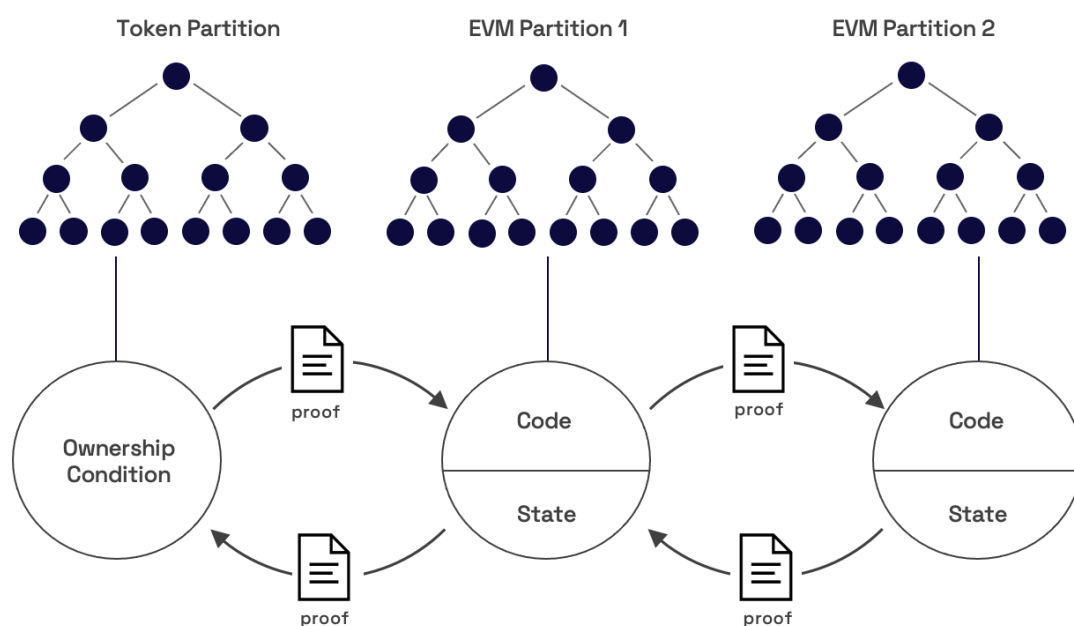 Token Partition
EVM Partition 1
EVM Partition 2
proof
proof
Ownership
Condition
Code
Code
State
State
proof
proof